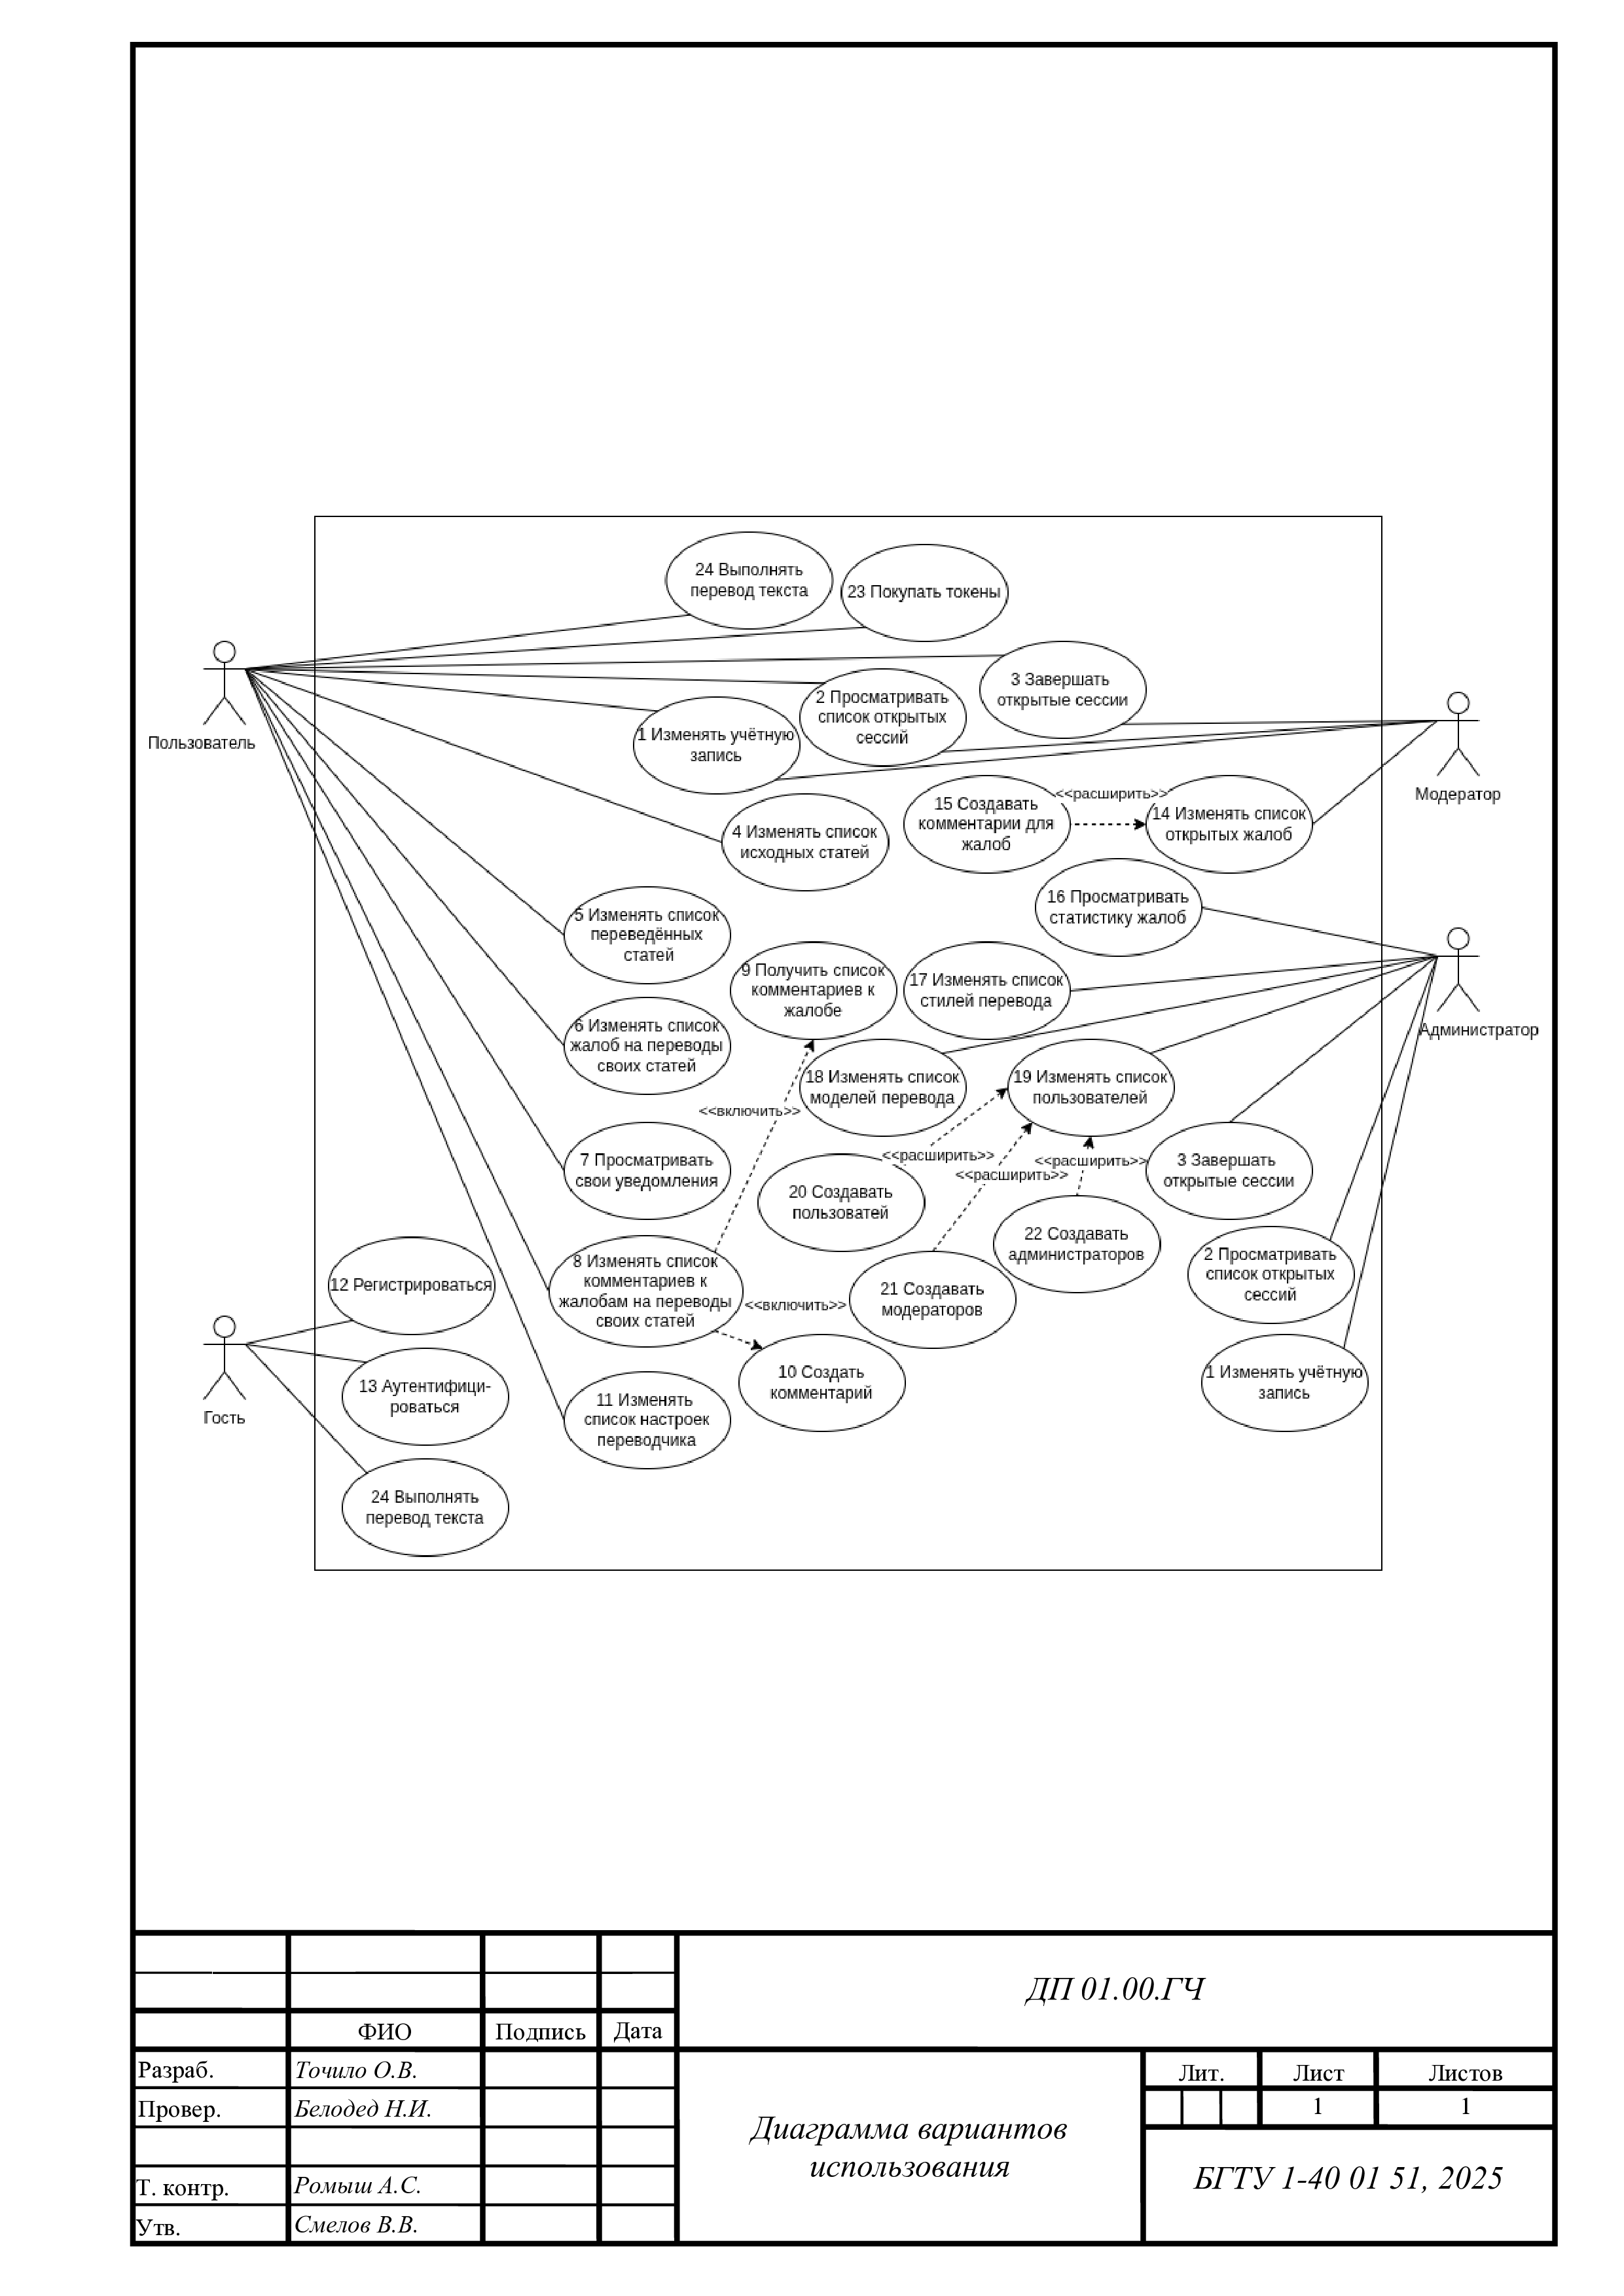 24 Выполнять
перевод текста
23 Покупать токены
3 Завершать
открытые сессии
2 Просматривать
список открытых
сессий
1 Изменять учётную
запись
Пользователь
Модератор
15 Создавать
комментарии для
жалоб
<<расширить>>
14 Изменять список
открытых жалоб
4 Изменять список
исходных статей
16 Просматривать
статистику жалоб
5 Изменять список
переведённых
статей
9 Получить список
комментариев к
жалобе
17 Изменять список
стилей перевода
Администратор
6 Изменять список
жалоб на переводы
своих статей
18 Изменять список
моделей перевода
19 Изменять список
пользователей
<<включить>>
<<расширить>>
<<расширить>>
<<расширить>>
7 Просматривать
свои уведомления
3 Завершать
открытые сессии
20 Создавать
пользоватей
22 Создавать
администраторов
2 Просматривать
список открытых
сессий
8 Изменять список
комментариев к
жалобам на переводы
своих статей
12 Регистрироваться
<<включить>>
21 Создавать
модераторов
10 Создать
комментарий
1 Изменять учётную
запись
13 Аутентифици-
роваться
11 Изменять
список настроек
переводчика
Гость
24 Выполнять
перевод текста
ДП 01.00.ГЧ
ФИО Подпись Дата
Разраб. Точило О.В.
Провер. Белодед Н.И.
Т. контр. Ромыш А.С.
Утв. Смелов В.В.
Диаграмма вариантов
использования
Лит. Лист Листов
1 1
БГТУ 1-40 01 51, 2025